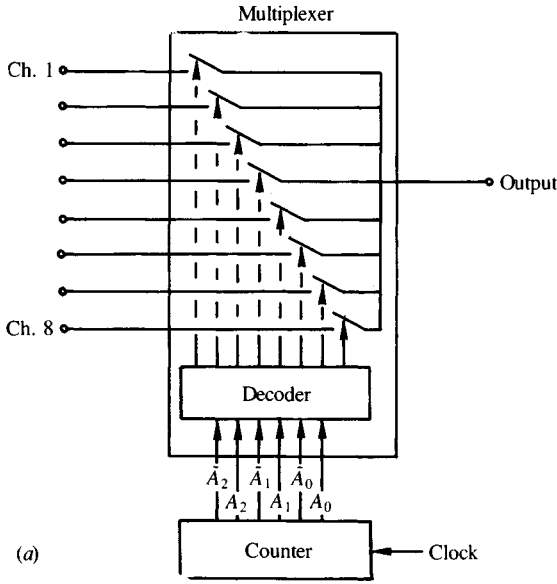 Multiplexer
Ch. 1
Output
Ch. 8
Decoder
Ā₂ A₂ Ā₁ A₁ Ā₀ A₀
(a)
Counter
Clock